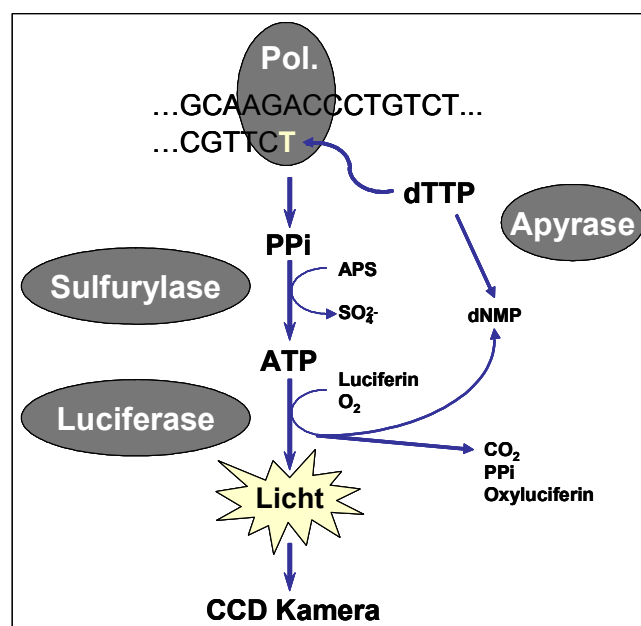 Pol.
...GCAAGACCCTGTCT...
...CGTTCT
dTTP
Apyrase
PPi
APS
Sulfurylase
SO₄²⁻
dNMP
ATP
Luciferin
O₂
Luciferase
CO₂
PPi
Oxyluciferin
Licht
CCD Kamera